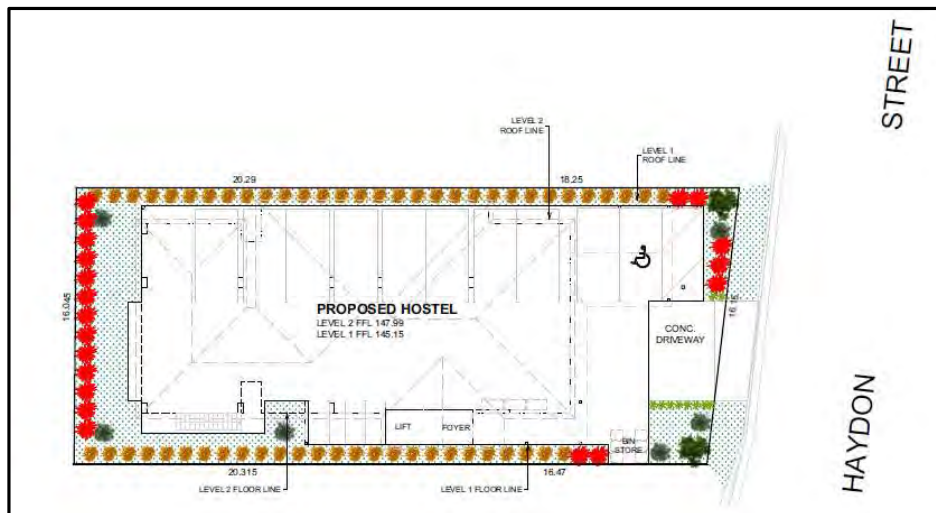 STREET
LEVEL 2
ROOF LINE
LEVEL 1
ROOF LINE
20.29
18.25
16.045
PROPOSED HOSTEL
LEVEL 2 FFL 147.99
LEVEL 1 FFL 145.15
16.15
CONC.
DRIVEWAY
LIFT
FOYER
BIN
STORE
20.315
16.47
LEVEL 2 FLOOR LINE
LEVEL 1 FLOOR LINE
HAYDON